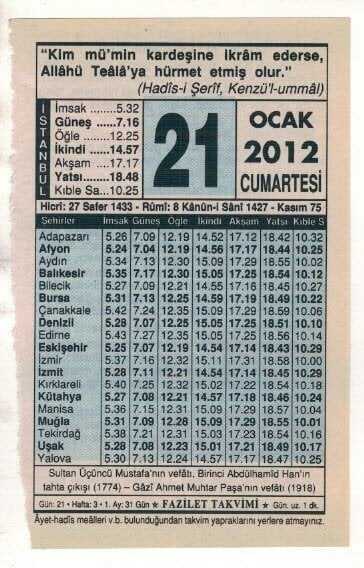 "Kim mü'min kardeşine ikrâm ederse,
Allâhü Teâlâ'ya hürmet etmiş olur."
(Hadîs-i Şerîf, Kenzü'l-ummâl)
İSTANBUL
İmsak ........5.32
Güneş .......7.16
Öğle ........12.25
İkindi .....14.57
Akşam ....17.17
Yatsı........18.48
Kıble Sa...10.25
21
OCAK
2012
CUMARTESİ
Hicrî: 27 Safer 1433 - Rûmî: 8 Kânûn-i Sânî 1427 - Kasım 75
Şehirler İmsak Güneş Öğle İkindi Akşam Yatsı Kıble S
Adapazarı 5.26 7.09 12.19 14.52 17.12 18.42 10.32
Afyon 5.24 7.04 12.19 14.56 17.17 18.44 10.25
Aydın 5.34 7.13 12.30 15.09 17.29 18.56 10.05
Balıkesir 5.35 7.17 12.30 15.05 17.25 18.54 10.12
Bilecik 5.27 7.09 12.21 14.55 17.16 18.45 10.27
Bursa 5.31 7.13 12.25 14.59 17.19 18.49 10.22
Çanakkale 5.42 7.24 12.35 15.09 17.29 18.59 10.06
Denizli 5.28 7.07 12.25 15.05 17.25 18.51 10.10
Edirne 5.43 7.27 12.35 15.05 17.25 18.56 10.14
Eskişehir 5.25 7.07 12.19 14.54 17.14 18.43 10.29
İzmir 5.37 7.16 12.32 15.11 17.31 18.58 10.00
İzmit 5.28 7.11 12.21 14.54 17.14 18.45 10.29
Kırklareli 5.40 7.25 12.32 15.02 17.22 18.53 10.18
Kütahya 5.27 7.08 12.21 14.57 17.18 18.46 10.24
Manisa 5.36 7.15 12.31 15.09 17.29 18.57 10.04
Muğla 5.31 7.09 12.28 15.09 17.29 18.55 10.01
Tekirdağ 5.38 7.21 12.31 15.03 17.23 18.53 10.16
Uşak 5.28 7.08 12.23 15.01 17.21 18.49 10.17
Yalova 5.30 7.13 12.24 14.57 17.17 18.47 10.25
Sultan Üçüncü Mustafa'nın vefâtı. Birinci Abdülhamîd Han'ın
tahta çıkışı (1774) – Gâzî Ahmet Muhtar Paşa'nın vefâtı (1918)
Gün: 21 • Hafta: 3 • 1. Ay: 31 Gün ★ FAZİLET TAKVİMİ ★ Gün. uz. 1 dk.
Âyet-hadîs meâlleri v.b. bulunduğundan takvim yapraklarını yerlere atmayınız.